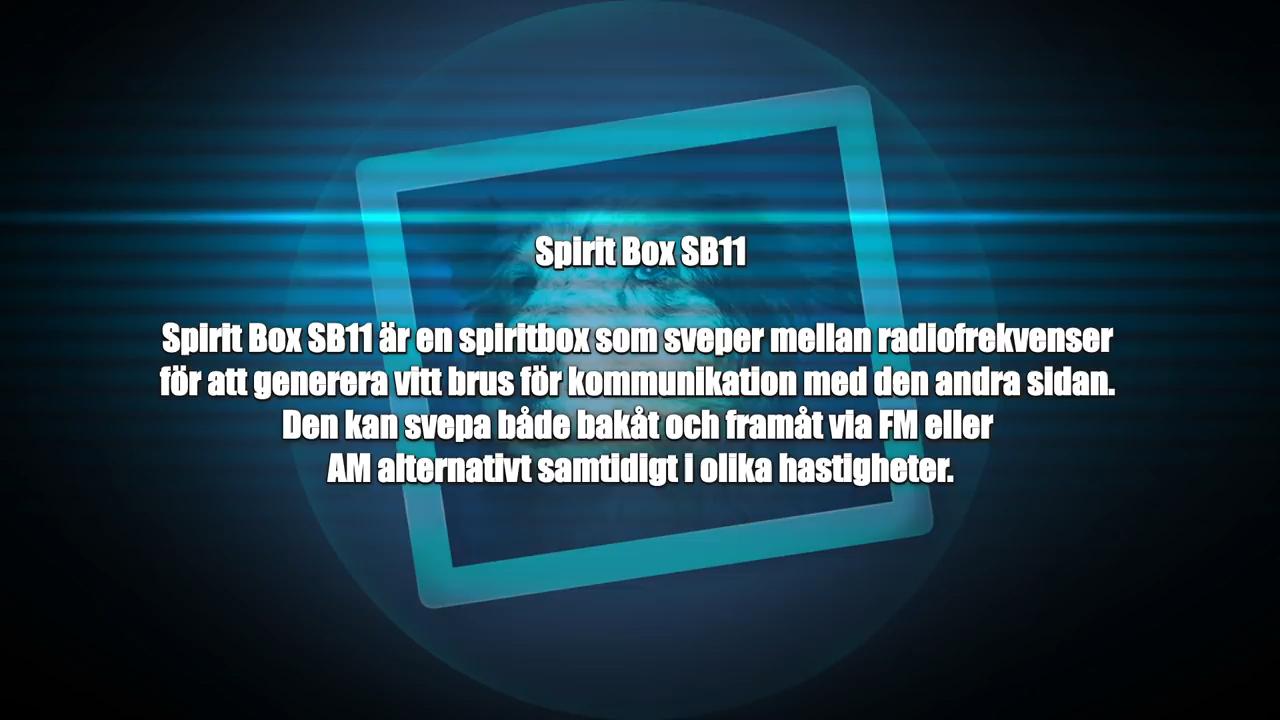 Spirit Box SB11
Spirit Box SB11 är en spiritbox som sveper mellan radiofrekvenser
för att generera vitt brus för kommunikation med den andra sidan.
Den kan svepa både bakåt och framåt via FM eller
AM alternativt samtidigt i olika hastigheter.